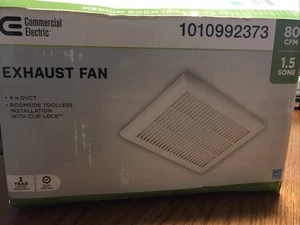 Commercial
Electric
1010992373
80
CFM
1.5
SONE
EXHAUST FAN
• 4 in DUCT
• ROOMSIDE TOOLLESS
INSTALLATION
WITH CLIP-LOCK™
3
YEAR